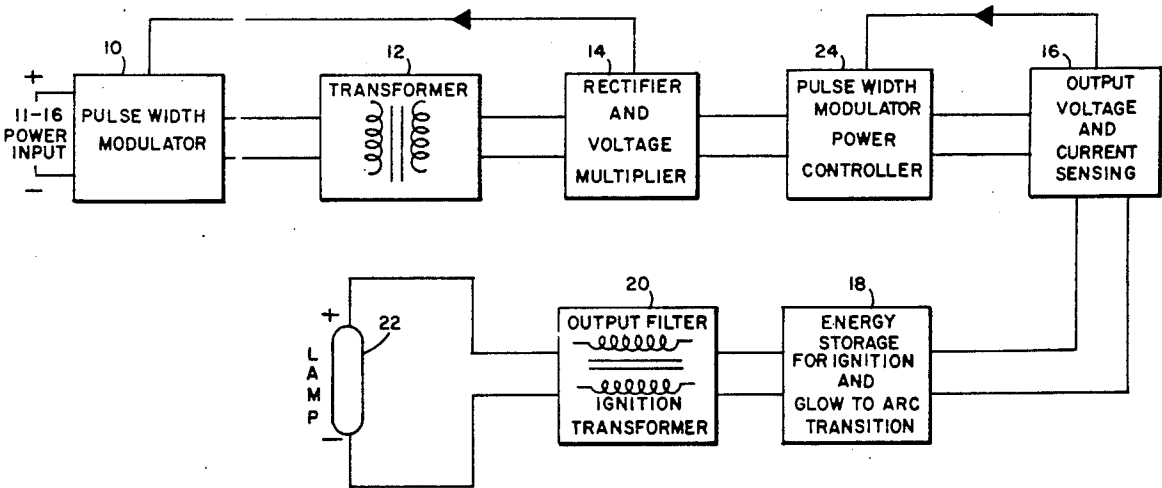 10
+
11-16
POWER
INPUT
−
PULSE WIDTH
MODULATOR
12
TRANSFORMER
14
RECTIFIER
AND
VOLTAGE
MULTIPLIER
24
PULSE WIDTH
MODULATOR
POWER
CONTROLLER
16
OUTPUT
VOLTAGE
AND
CURRENT
SENSING
+
22
LAMP
−
20
OUTPUT FILTER
IGNITION
TRANSFORMER
18
ENERGY
STORAGE
FOR IGNITION
AND
GLOW TO ARC
TRANSITION